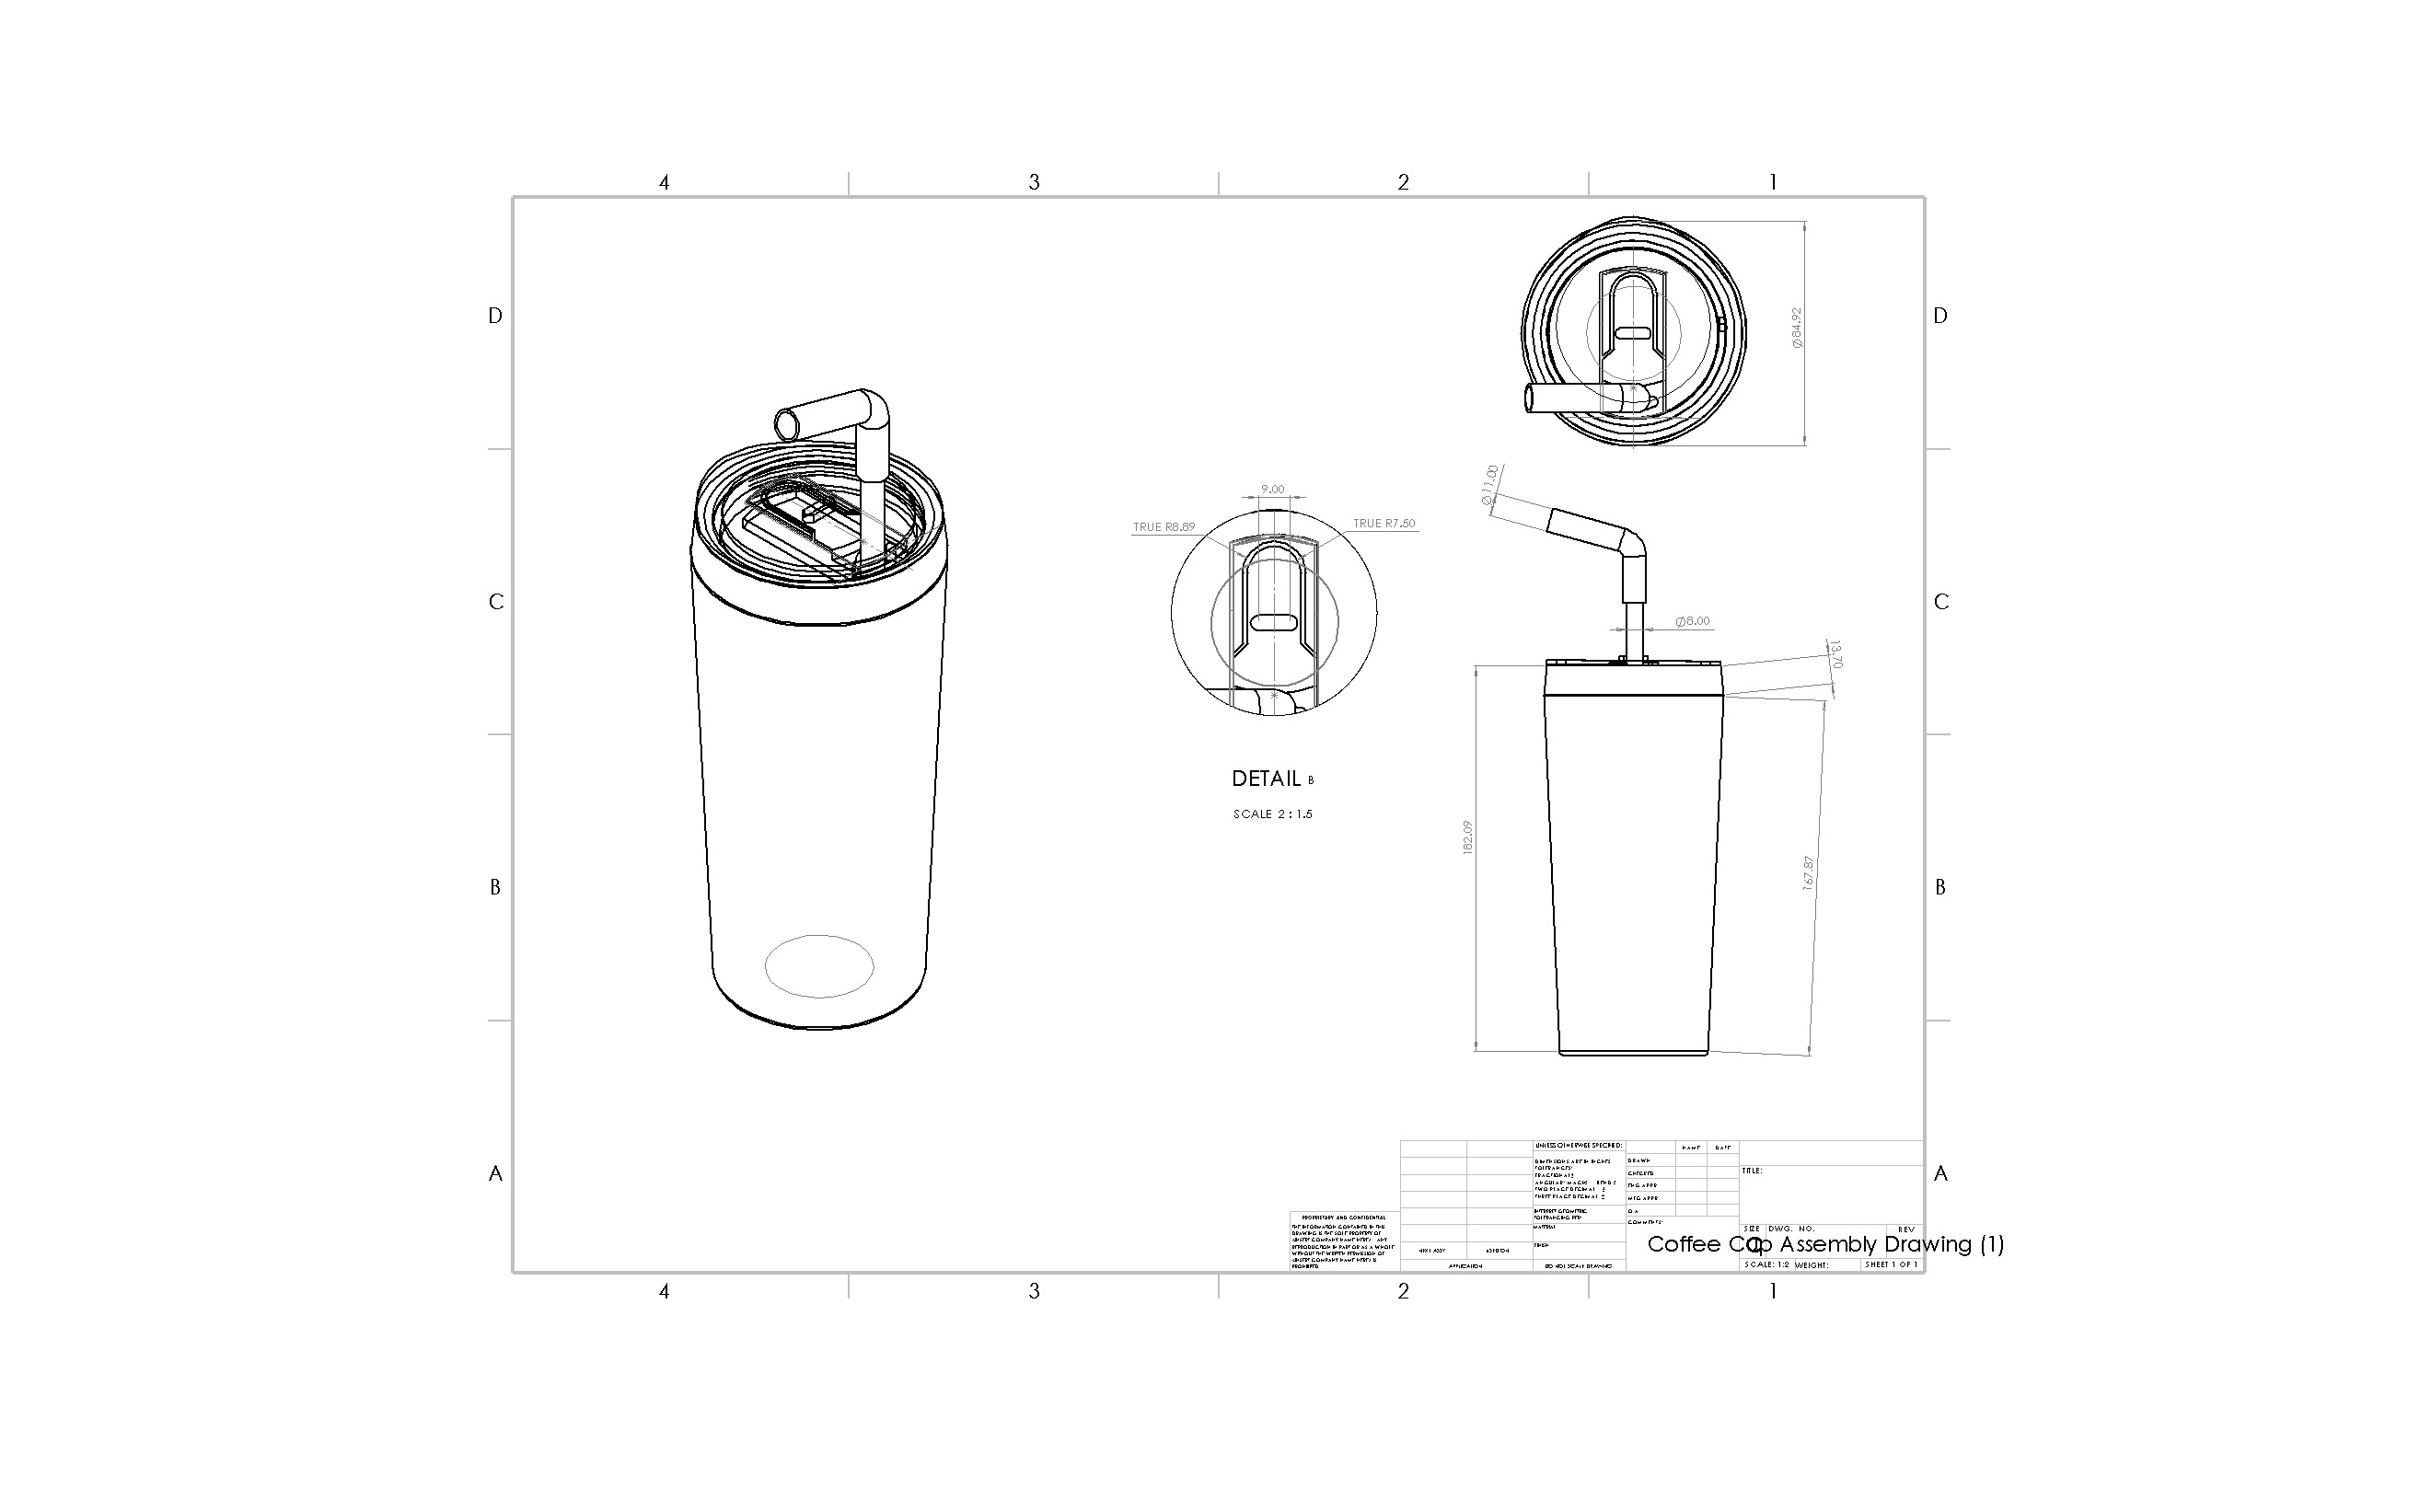 4 3 2 1
D
D
Ø84.92
Ø11.00
9.00
TRUE R8.89
TRUE R7.50
C
C
Ø8.00
13.70
DETAIL B
SCALE 2 : 1.5
182.09
167.87
B
B
A
A
UNLESS OTHERWISE SPECIFIED:
NAME DATE
DIMENSIONS ARE IN INCHES
TOLERANCES:
FRACTIONAL ±
ANGULAR: MACH ± BEND ±
TWO PLACE DECIMAL ±
THREE PLACE DECIMAL ±
DRAWN
CHECKED
ENG APPR.
MFG APPR.
TITLE:
INTERPRET GEOMETRIC
TOLERANCING PER:
Q.A.
COMMENTS:
MATERIAL
FINISH
PROPRIETARY AND CONFIDENTIAL
THE INFORMATION CONTAINED IN THIS
DRAWING IS THE SOLE PROPERTY OF
<INSERT COMPANY NAME HERE>. ANY
REPRODUCTION IN PART OR AS A WHOLE
WITHOUT THE WRITTEN PERMISSION OF
<INSERT COMPANY NAME HERE> IS
PROHIBITED.
NEXT ASSY USED ON
APPLICATION
DO NOT SCALE DRAWING
SIZE DWG. NO. REV
Coffee Cap Assembly Drawing (1)
SCALE: 1:2 WEIGHT: SHEET 1 OF 1
4 3 2 1